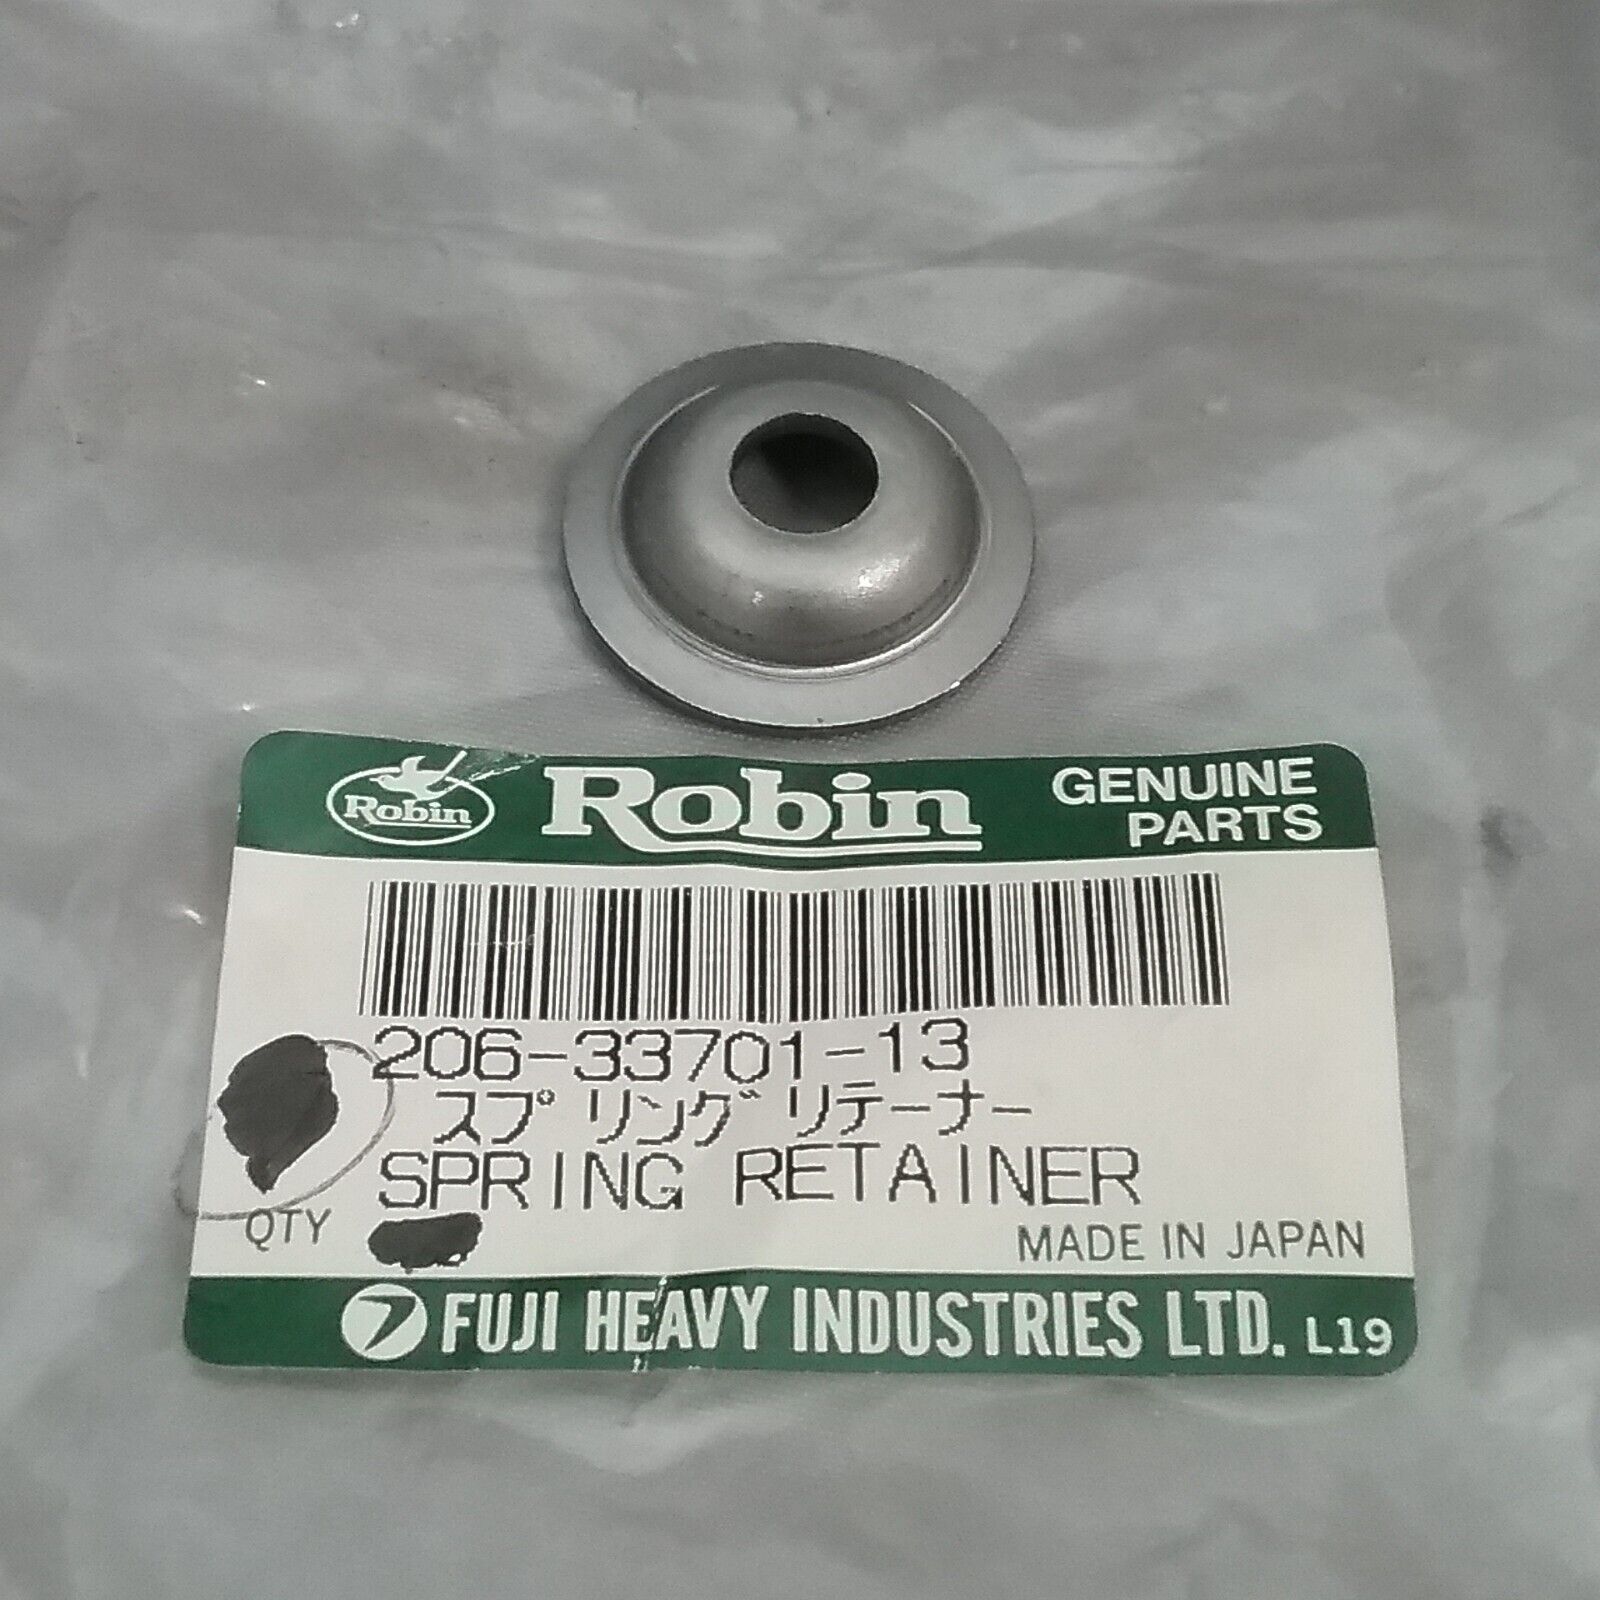 Robin
Robin
GENUINE
PARTS
206-33701-13
スプリング リテーナー
SPRING RETAINER
QTY
MADE IN JAPAN
FUJI HEAVY INDUSTRIES LTD. L19